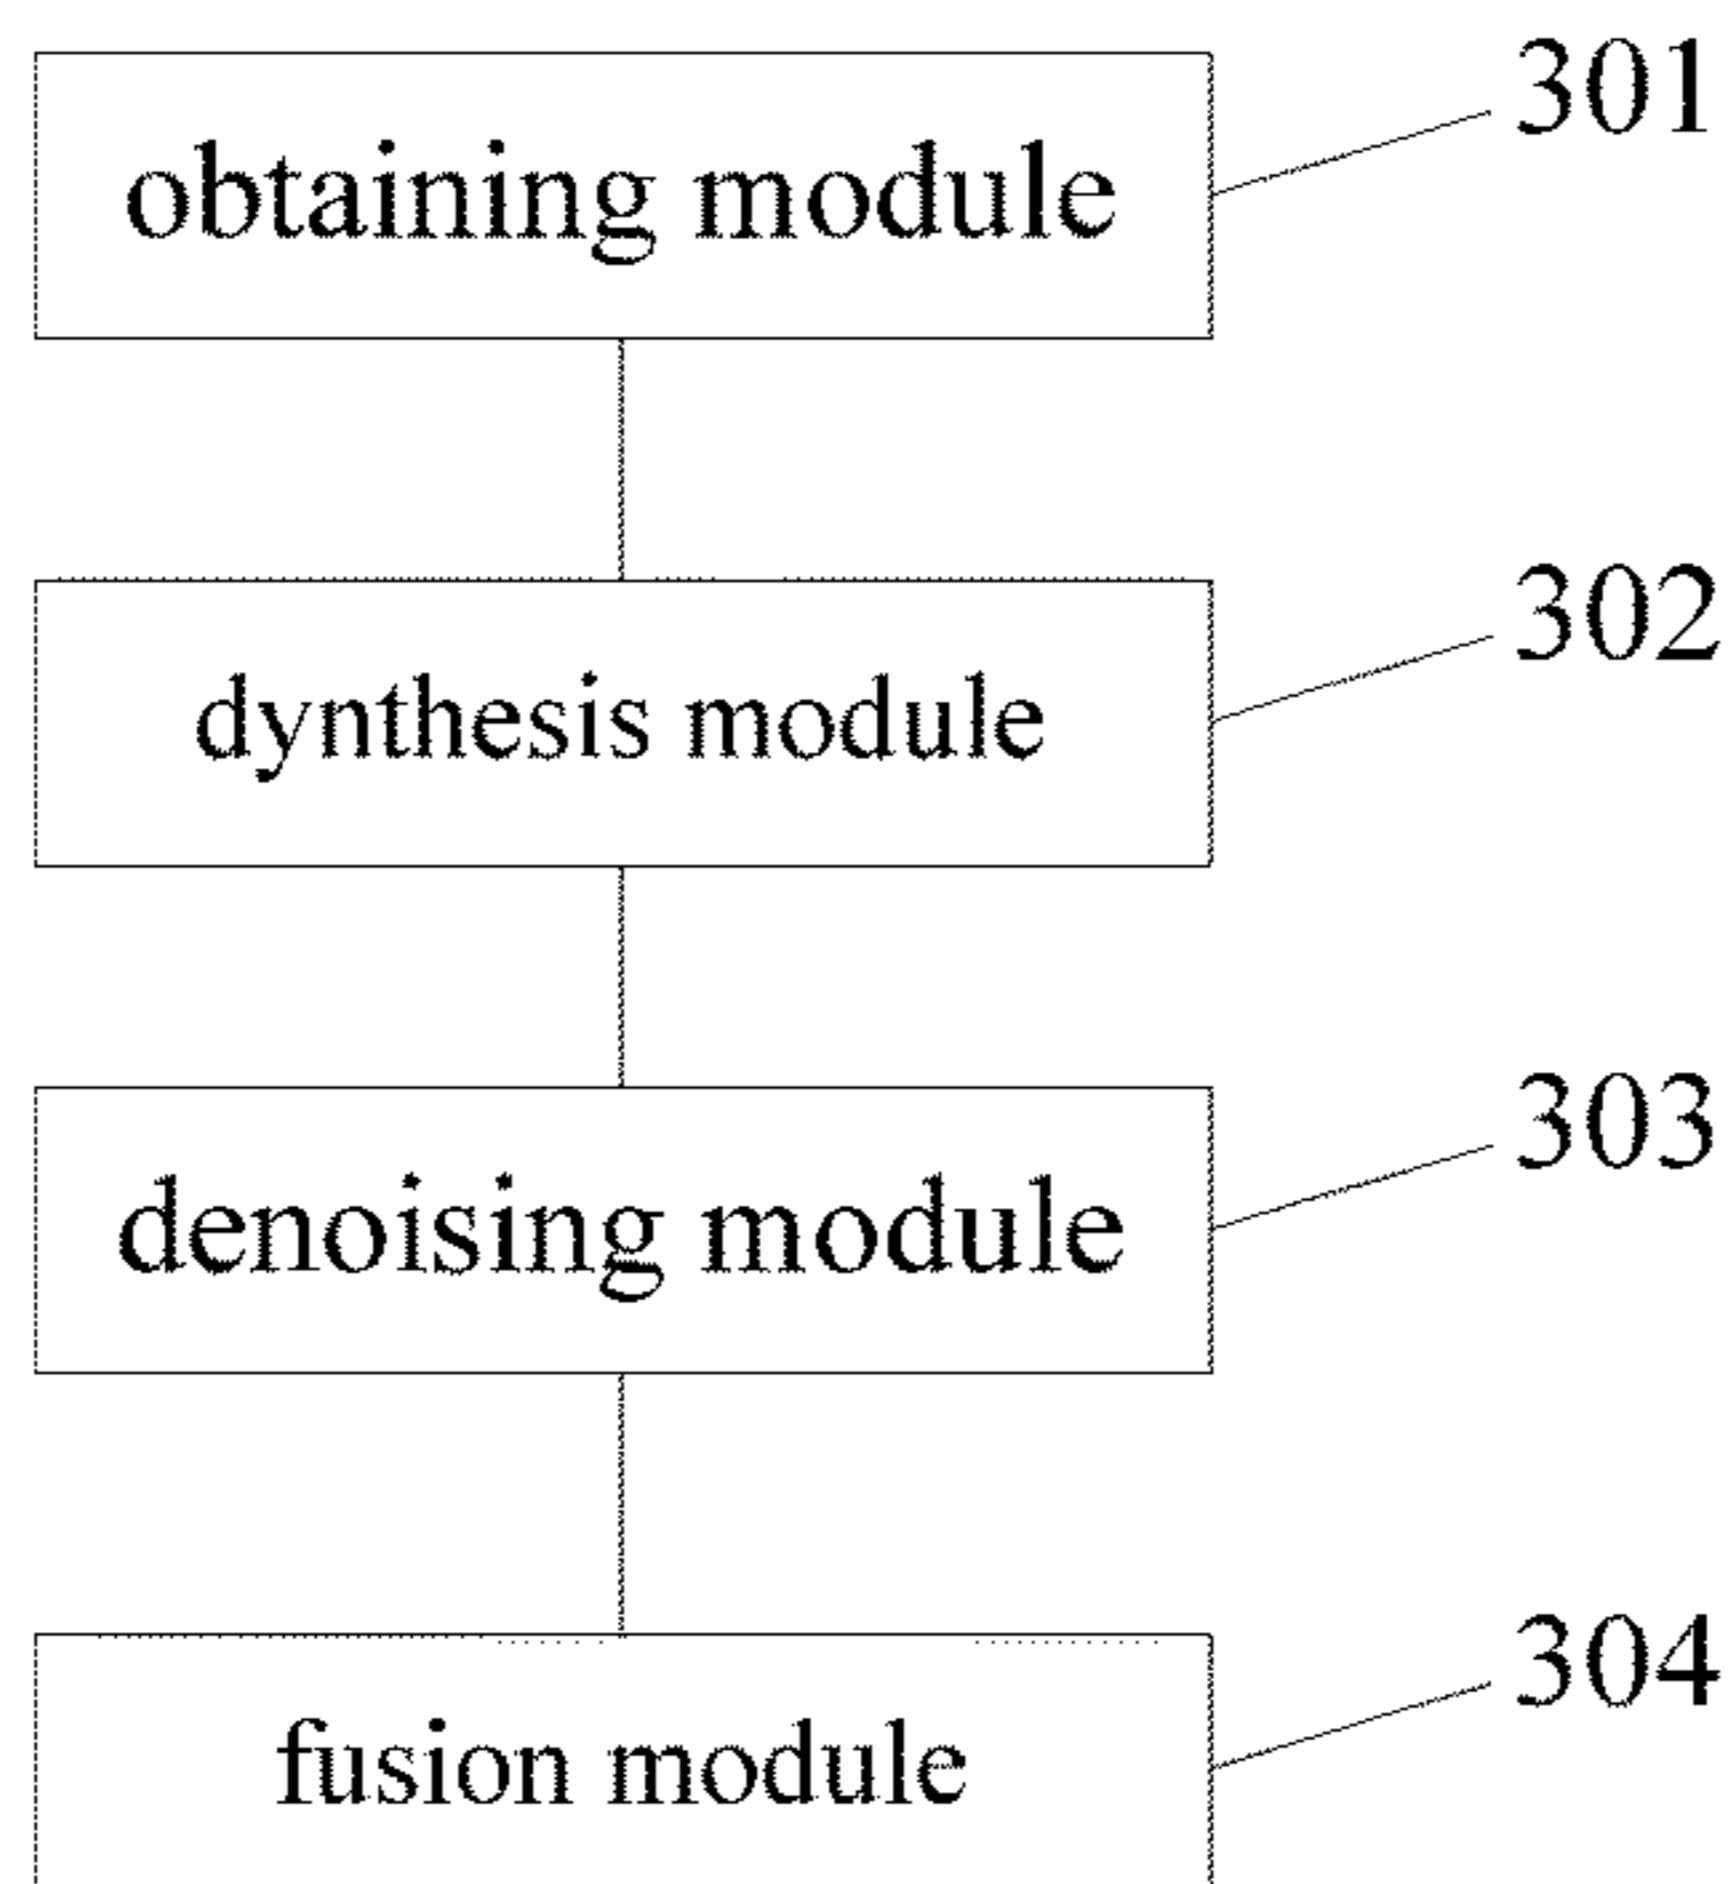 obtaining module 301
dynthesis module 302
denoising module 303
fusion module 304